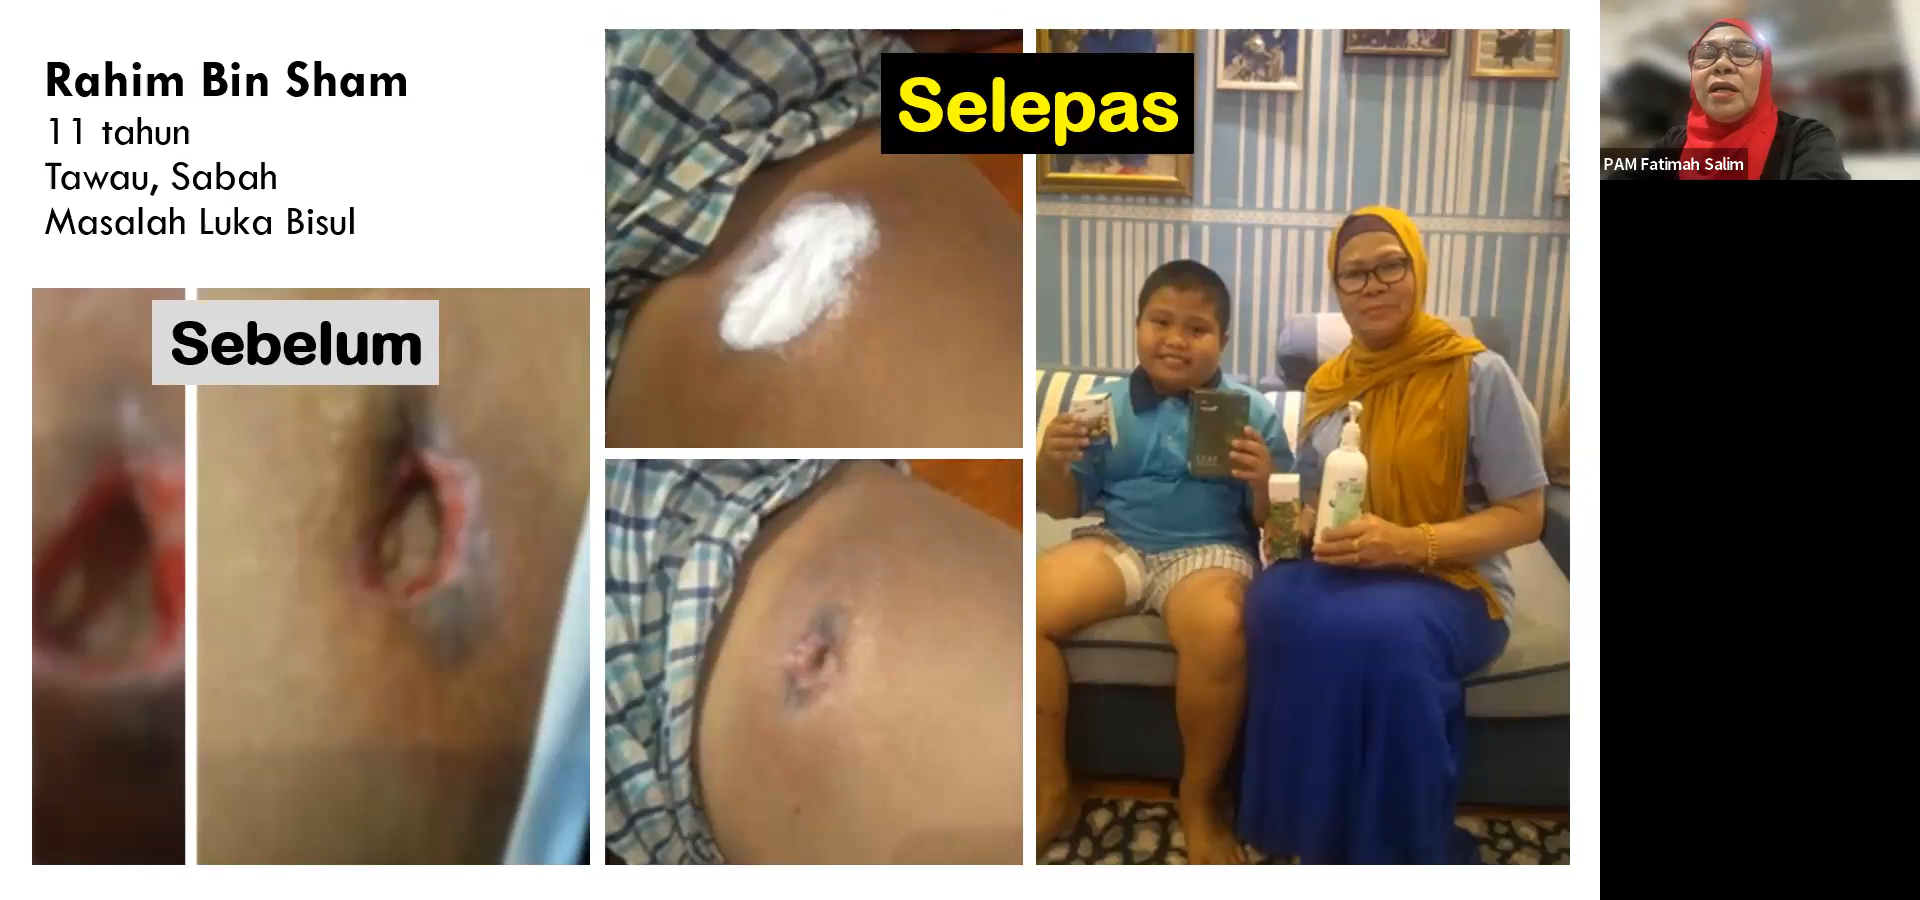 Rahim Bin Sham
11 tahun
Tawau, Sabah
Masalah Luka Bisul
Sebelum
Selepas
PAM Fatimah Salim